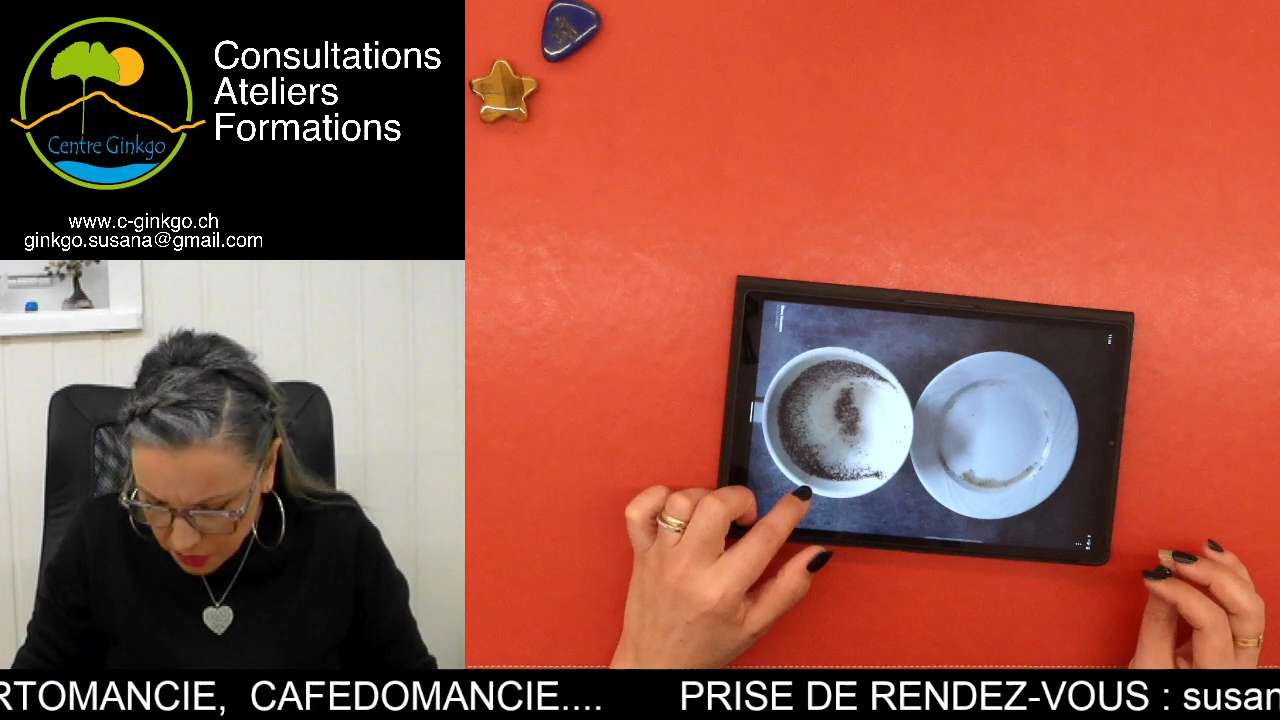 Consultations
Ateliers
Formations
Centre Ginkgo
www.c-ginkgo.ch
ginkgo.susana@gmail.com
RTOMANCIE, CAFEDOMANCIE.... PRISE DE RENDEZ-VOUS : susan